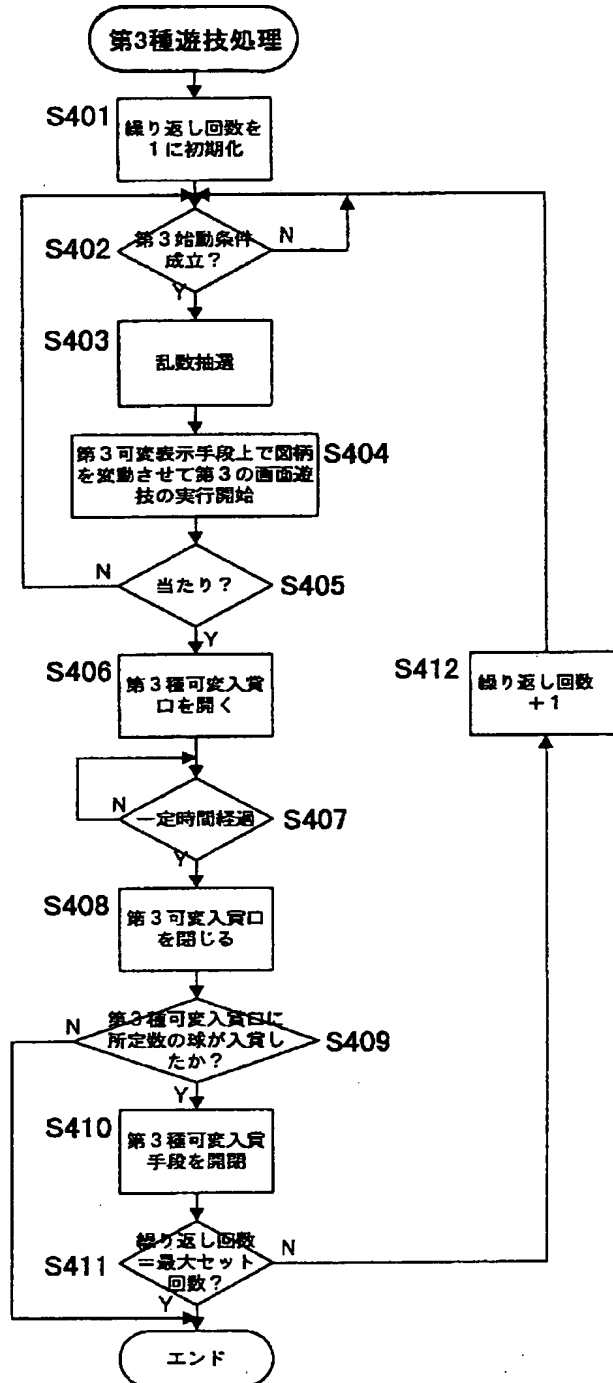 第3種遊技処理
S401
繰り返し回数を
1に初期化
S402
第3始動条件
成立?
N
Y
S403
乱数抽選
S404
第3可変表示手段上で図柄
を変動させて第3の画面遊
技の実行開始
N
当たり?
S405
Y
S406
第3種可変入賞
口を開く
S412
繰り返し回数
+1
N
一定時間経過
S407
Y
S408
第3可変入賞口
を閉じる
N
第3種可変入賞口に
所定数の球が入賞し
たか?
S409
Y
S410
第3種可変入賞
手段を開閉
S411
繰り返し回数
=最大セット
回数?
N
Y
エンド